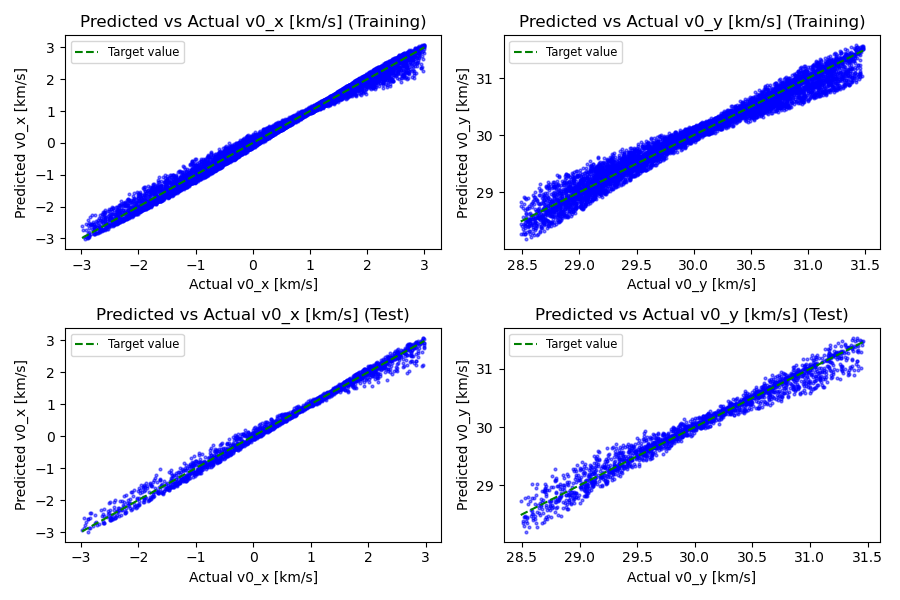 Predicted vs Actual v0_x [km/s] (Training)
Predicted v0_x [km/s]
3
2
1
0
−1
−2
−3
Target value
−3 −2 −1 0 1 2 3
Actual v0_x [km/s]
Predicted vs Actual v0_y [km/s] (Training)
Predicted v0_y [km/s]
31
30
29
Target value
28.5 29.0 29.5 30.0 30.5 31.0 31.5
Actual v0_y [km/s]
Predicted vs Actual v0_x [km/s] (Test)
Predicted v0_x [km/s]
3
2
1
0
−1
−2
−3
Target value
−3 −2 −1 0 1 2 3
Actual v0_x [km/s]
Predicted vs Actual v0_y [km/s] (Test)
Predicted v0_y [km/s]
31
30
29
Target value
28.5 29.0 29.5 30.0 30.5 31.0 31.5
Actual v0_y [km/s]